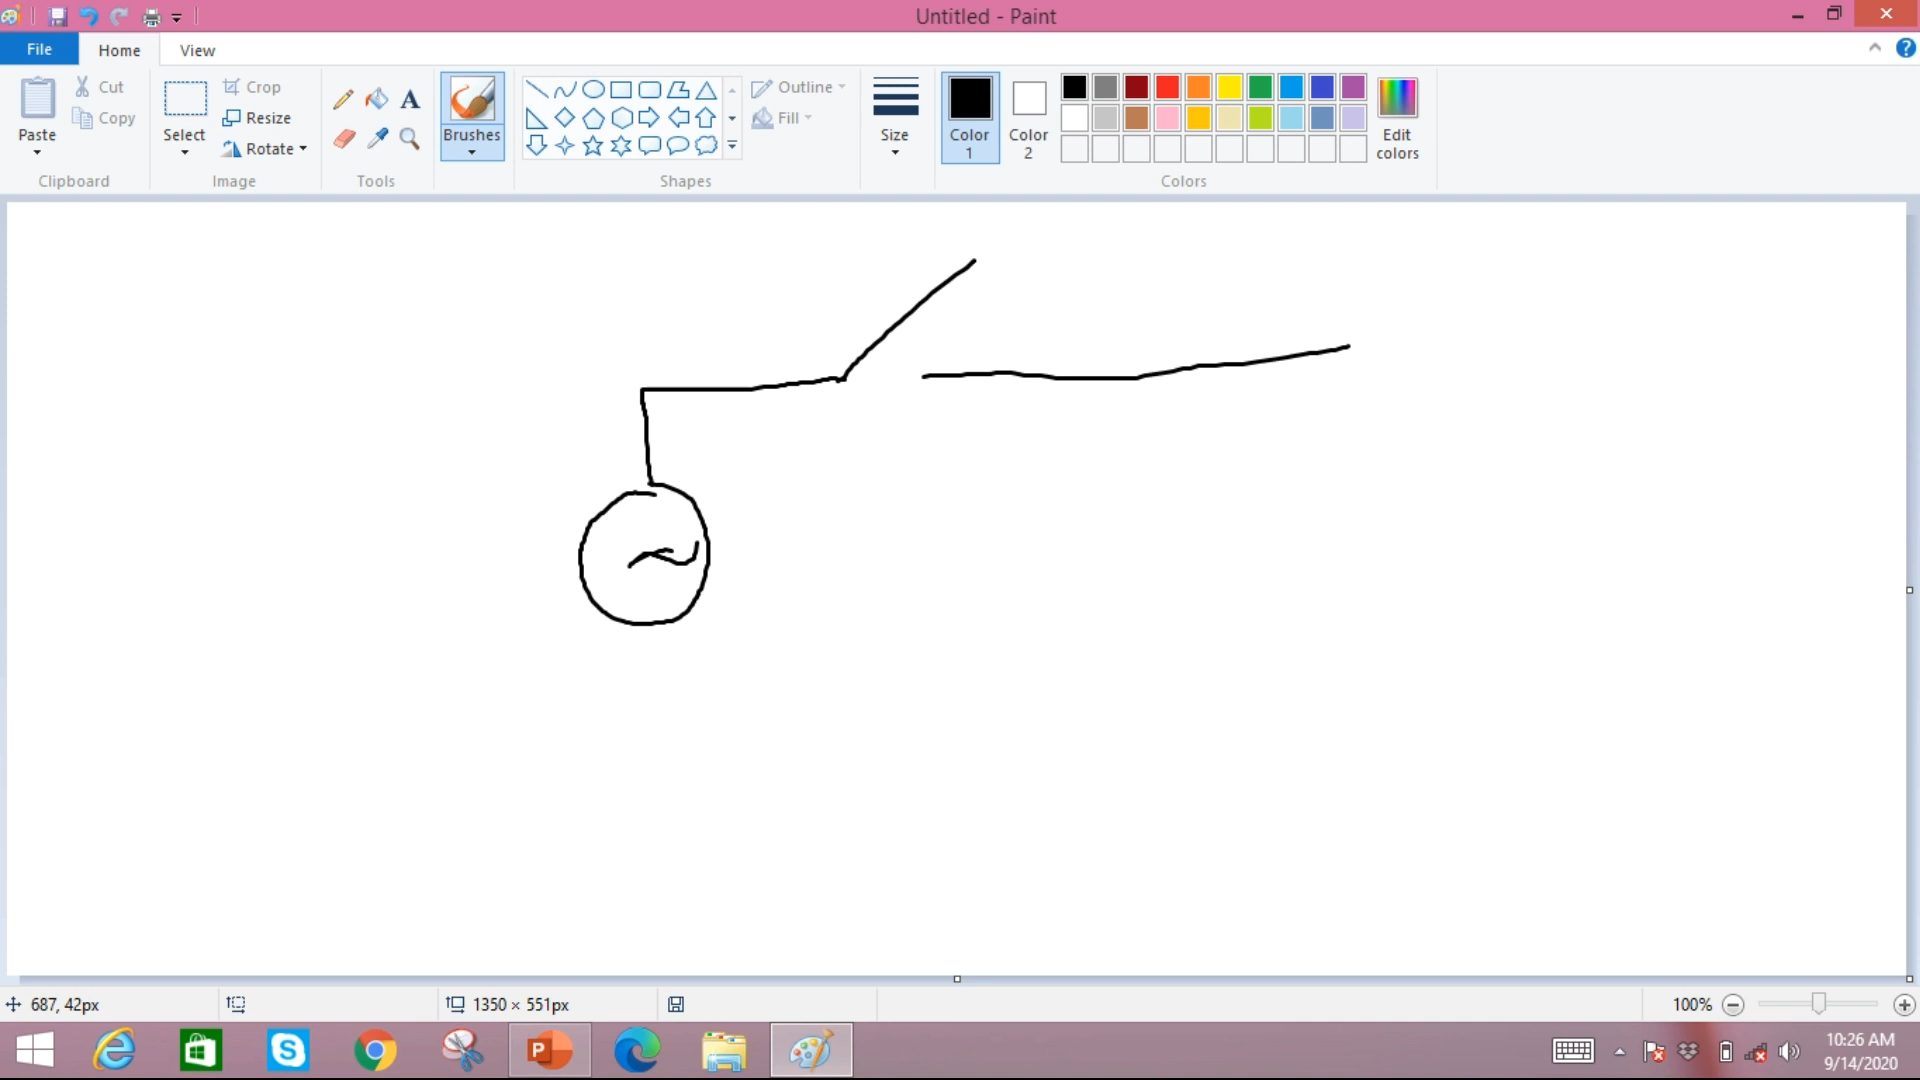 Untitled - Paint
File Home View
Paste
Cut
Copy
Clipboard
Select
Crop
Resize
Rotate
Image
A
Tools
Brushes
Outline
Fill
Shapes
Size
Color 1
Color 2
Edit colors
Colors
687, 42px
1350 × 551px
100%
10:26 AM
9/14/2020